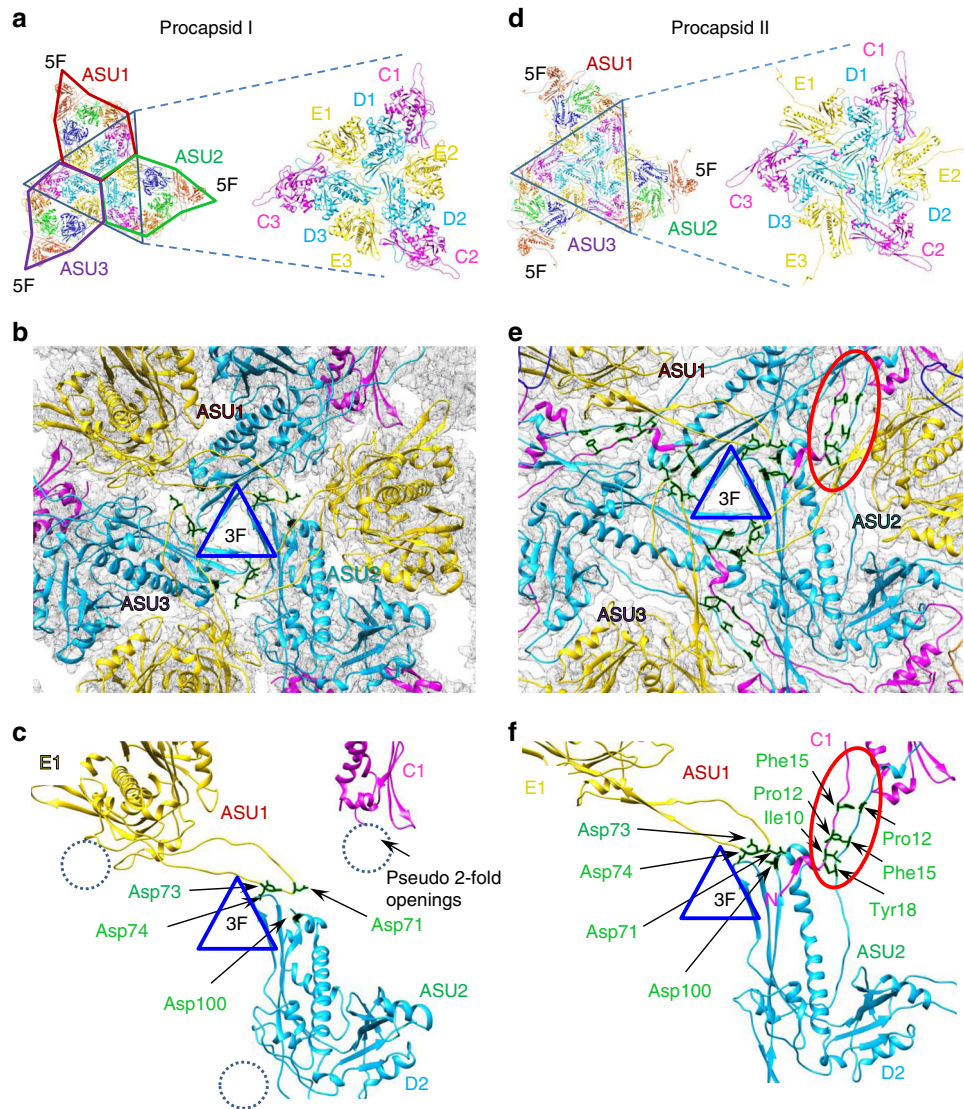 a
Procapsid I
5F
ASU1
ASU2
5F
ASU3
5F
C1
D1
E1
E2
C3
D3
D2
E3
C2
d
Procapsid II
5F
ASU1
5F
ASU2
ASU3
5F
C1
D1
E1
E2
C3
D3
D2
E3
C2
b
ASU1
3F
ASU2
ASU3
e
ASU1
3F
ASU2
ASU3
c
E1
C1
ASU1
Pseudo 2-fold
openings
Asp73
Asp74
3F
Asp71
Asp100
ASU2
D2
f
C1
E1
ASU1
Phe15
Pro12
Ile10
Asp73
Asp74
Pro12
3F
N
Phe15
Asp71
Tyr18
Asp100
ASU2
D2